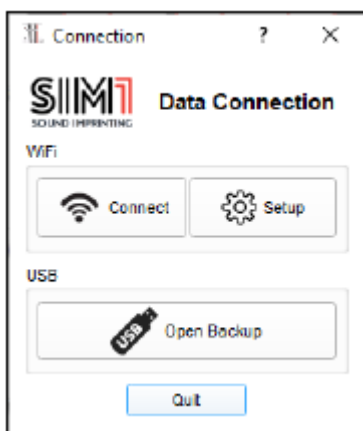 Connection ? ✕
SIM1
SOUND IMPRINTING
Data Connection
WiFi
Connect
Setup
USB
USB
Open Backup
Quit